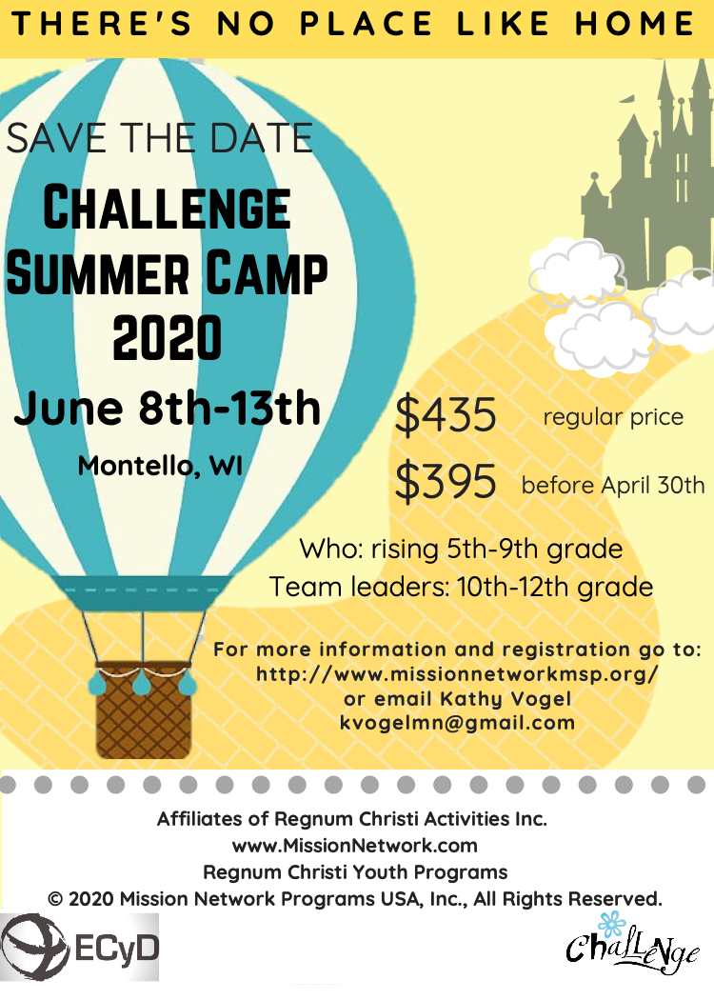 THERE'S NO PLACE LIKE HOME
SAVE THE DATE
CHALLENGE
SUMMER CAMP
2020
June 8th-13th
Montello, WI
$435 regular price
$395 before April 30th
Who: rising 5th-9th grade
Team leaders: 10th-12th grade
For more information and registration go to:
http://www.missionnetworkmsp.org/
or email Kathy Vogel
kvogelmn@gmail.com
Affiliates of Regnum Christi Activities Inc.
www.MissionNetwork.com
Regnum Christi Youth Programs
© 2020 Mission Network Programs USA, Inc., All Rights Reserved.
ECyD
Challenge